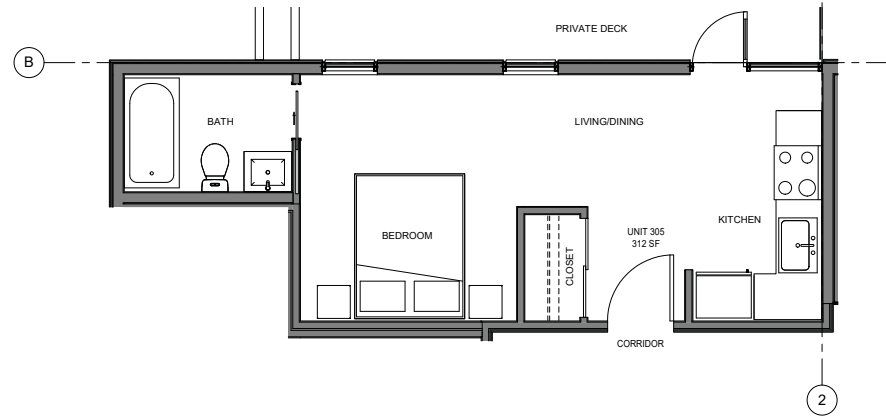 PRIVATE DECK
B
BATH
LIVING/DINING
KITCHEN
BEDROOM
UNIT 305
312 SF
CLOSET
CORRIDOR
2